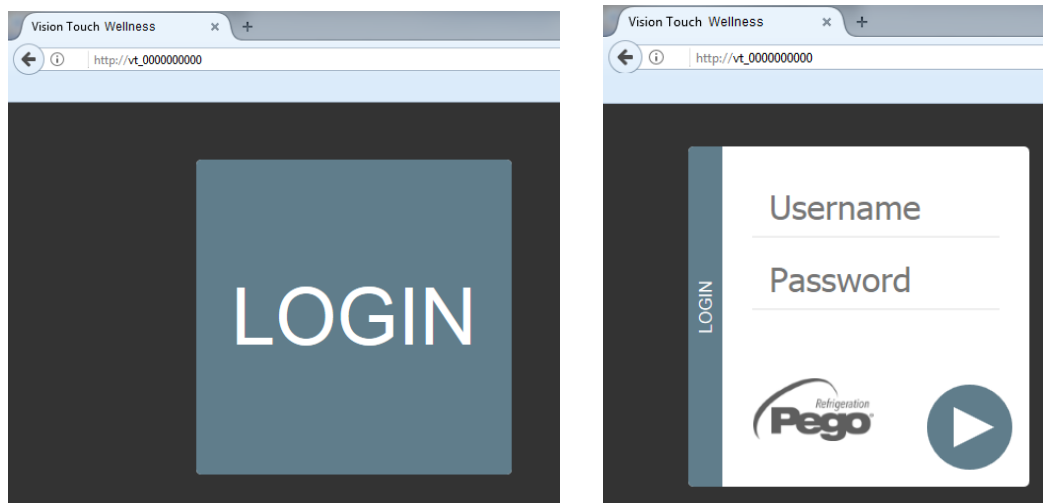 Vision Touch Wellness
http://vt_0000000000
LOGIN
Vision Touch Wellness
http://vt_0000000000
LOGIN
Username
Password
Refrigeration
Pego